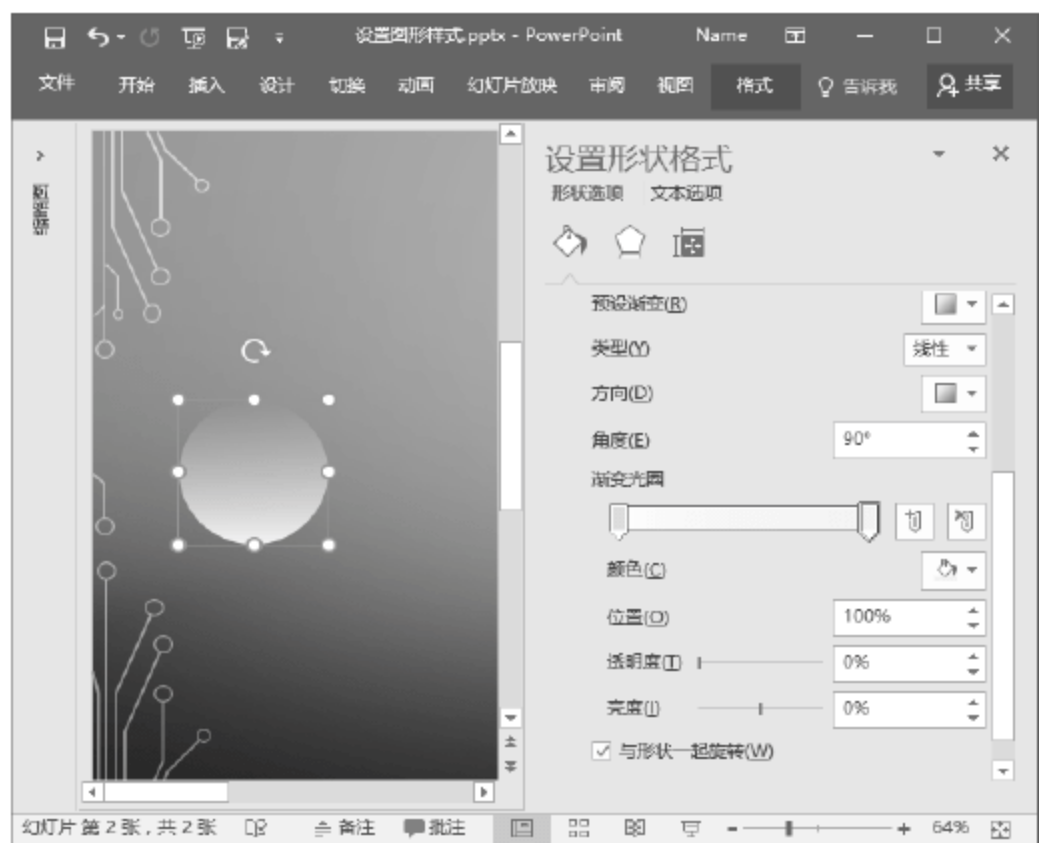 设置图形样式.pptx - PowerPoint Name
文件 开始 插入 设计 切换 动画 幻灯片放映 审阅 视图 格式 告诉我 共享
缩略图
设置形状格式
形状选项 文本选项
预设渐变(R)
类型(Y) 线性
方向(D)
角度(E) 90°
渐变光圈
颜色(C)
位置(O) 100%
透明度(T) 0%
亮度(I) 0%
与形状一起旋转(W)
幻灯片 第 2 张，共 2 张 备注 批注 64%